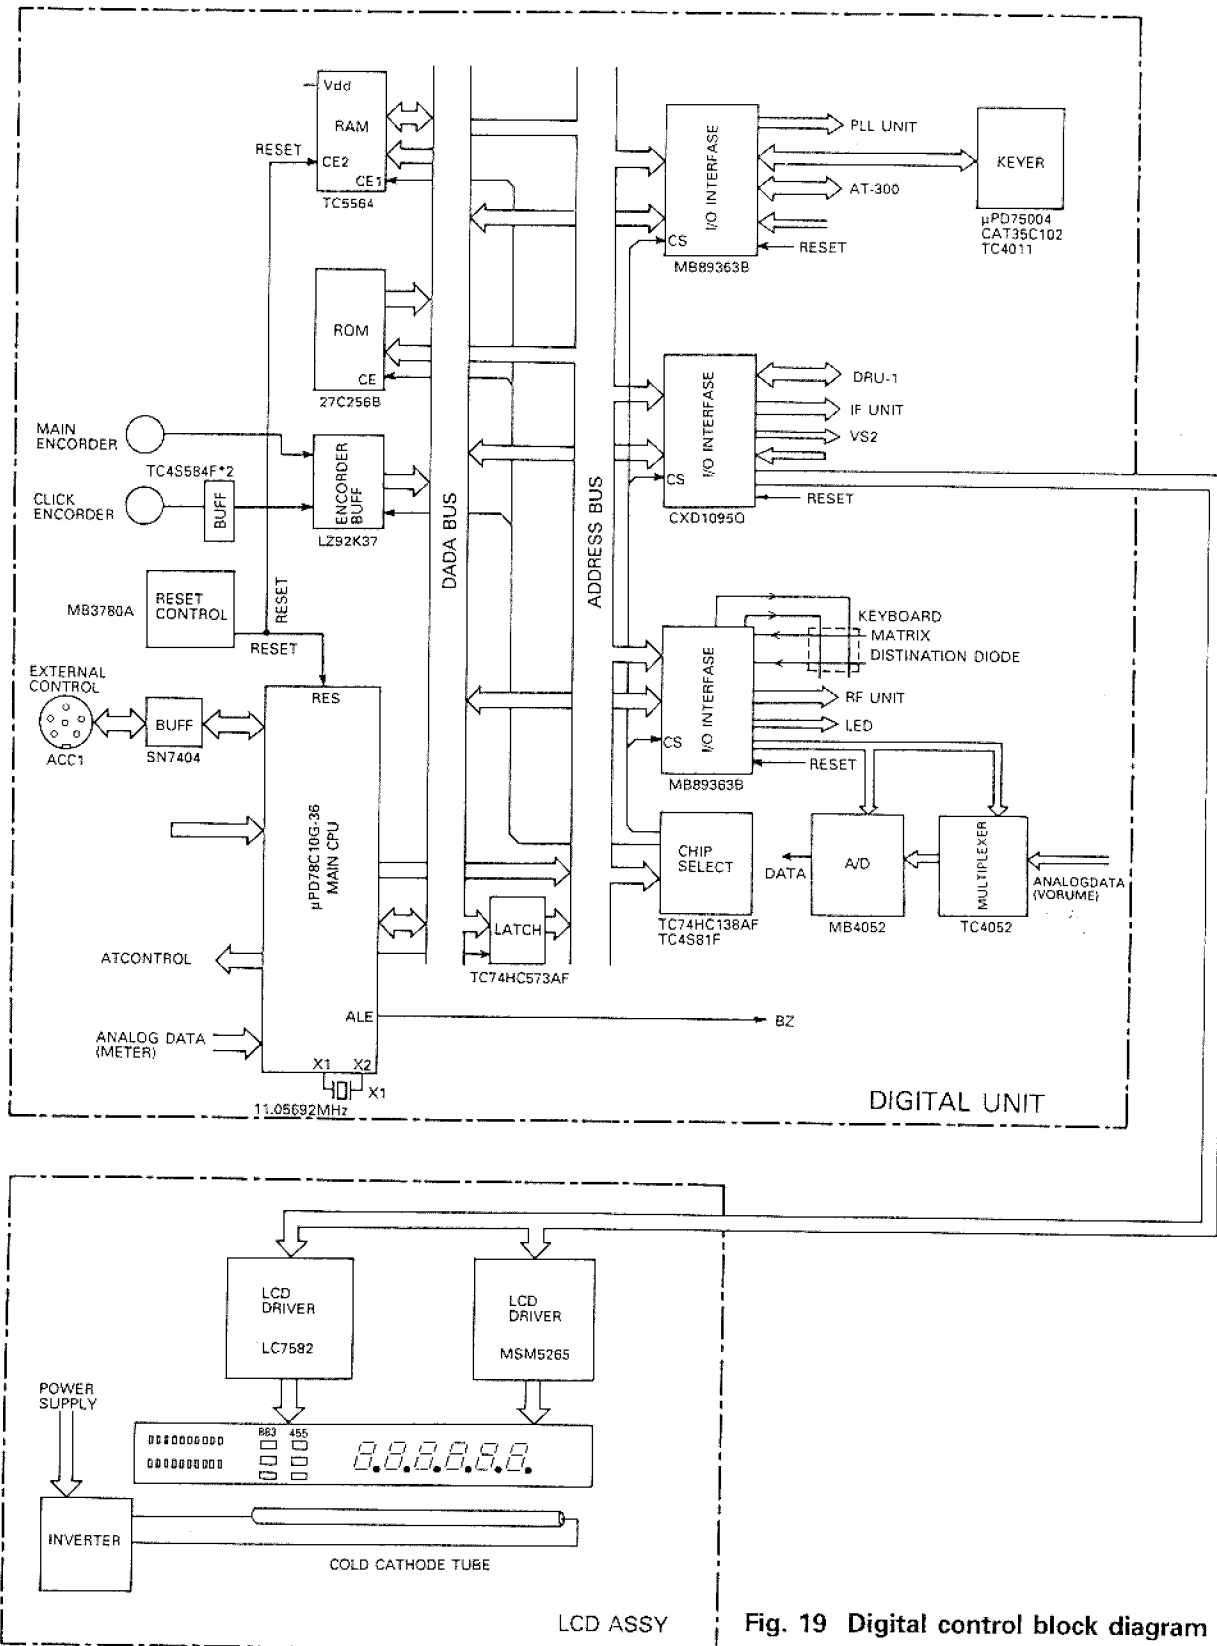 Vdd
RAM
RESET
CE2
CE1
TC5564
ROM
CE
27C256B
MAIN
ENCORDER
TC4S584F*2
CLICK
ENCORDER
BUFF
ENCORDER
BUFF
LZ92K37
MB3780A
RESET
CONTROL
RESET
RESET
EXTERNAL
CONTROL
ACC1
BUFF
SN7404
RES
μPD78C10G-36
MAIN CPU
ATCONTROL
ANALOG DATA
(METER)
ALE
X1 X2
X1
11.05692MHz
BZ
DADA BUS
ADDRESS BUS
LATCH
TC74HC573AF
I/O INTERFASE
CS
MB89363B
PLL UNIT
AT-300
RESET
KEYER
μPD75004
CAT35C102
TC4011
I/O INTERFASE
CS
CXD1095Q
DRU-1
IF UNIT
VS2
RESET
I/O INTERFASE
CS
MB89363B
KEYBOARD
MATRIX
DISTINATION DIODE
RF UNIT
LED
RESET
CHIP
SELECT
TC74HC138AF
TC4S81F
DATA
A/D
MB4052
MULTIPLEXER
TC4052
ANALOGDATA
(VORUME)
DIGITAL UNIT
LCD
DRIVER
LC7582
LCD
DRIVER
MSM5265
POWER
SUPPLY
883 455
8.8.8.8.8.8.
INVERTER
COLD CATHODE TUBE
LCD ASSY
Fig. 19 Digital control block diagram